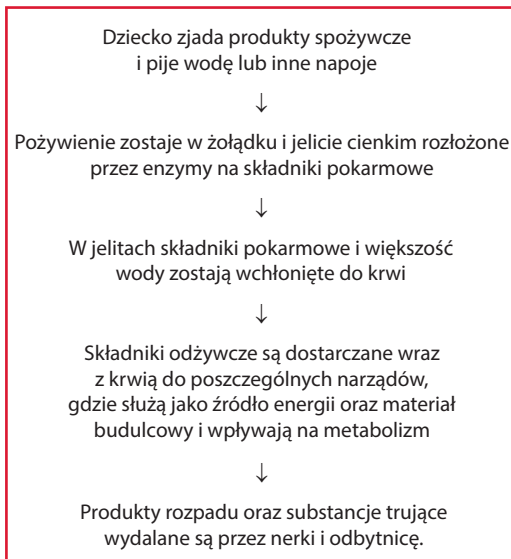 Dziecko zjada produkty spożywcze
i pije wodę lub inne napoje
↓
Pożywienie zostaje w żołądku i jelicie cienkim rozłożone
przez enzymy na składniki pokarmowe
↓
W jelitach składniki pokarmowe i większość
wody zostają wchłonięte do krwi
↓
Składniki odżywcze są dostarczane wraz
z krwią do poszczególnych narządów,
gdzie służą jako źródło energii oraz materiał
budulcowy i wpływają na metabolizm
↓
Produkty rozpadu oraz substancje trujące
wydalane są przez nerki i odbytnicę.